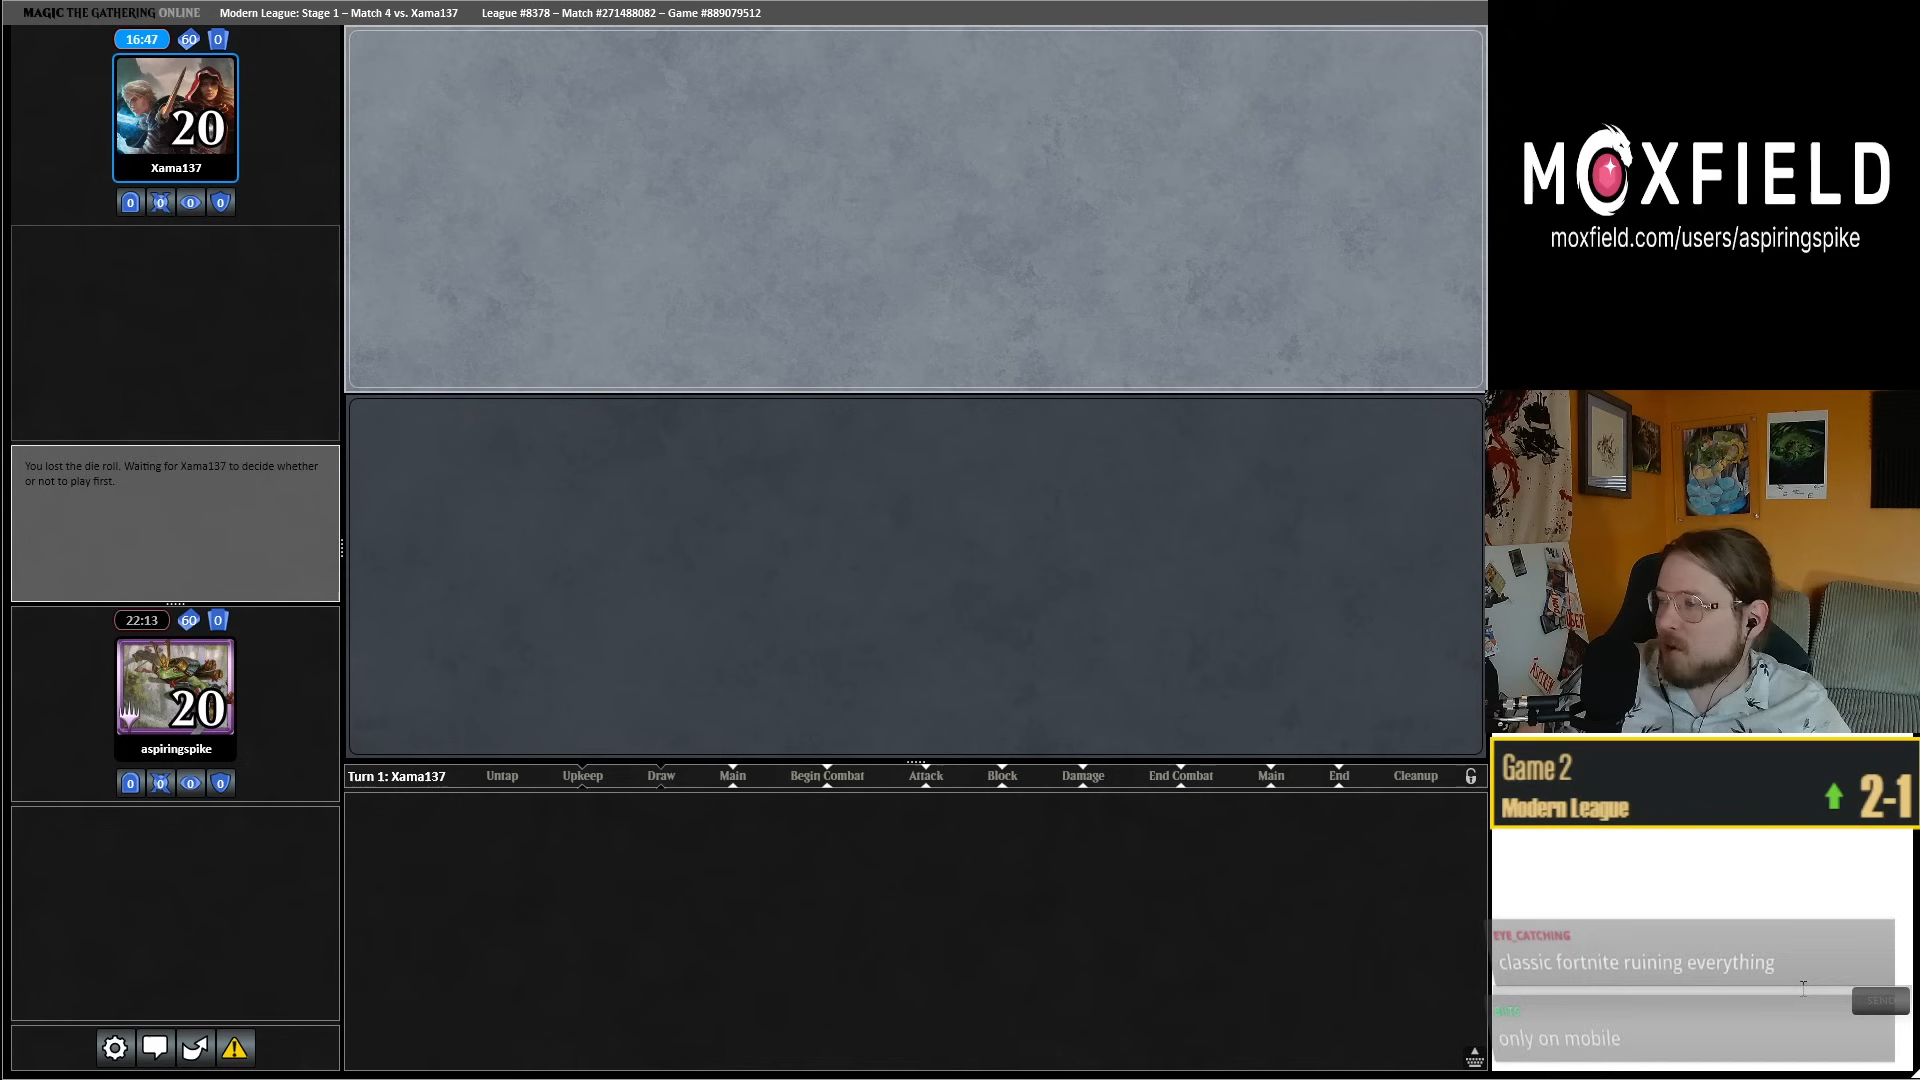 MAGIC THE GATHERING ONLINE
Modern League: Stage 1 – Match 4 vs. Xama137
League #8378 – Match #271488082 – Game #889079512
16:47
60
0
20
Xama137
0
0
0
0
You lost the die roll. Waiting for Xama137 to decide whether
or not to play first.
22:13
60
0
20
aspiringspike
0
0
0
0
Turn 1: Xama137
Untap
Upkeep
Draw
Main
Begin Combat
Attack
Block
Damage
End Combat
Main
End
Cleanup
MOXFIELD
moxfield.com/users/aspiringspike
Game 2
Modern League
2-1
EYE_CATCHING
classic fortnite ruining everything
SEND
only on mobile